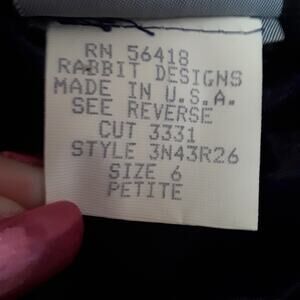 RN 56418
RABBIT DESIGNS
MADE IN U.S.A.
SEE REVERSE
CUT 3331
STYLE 3N43R26
SIZE 6
PETITE